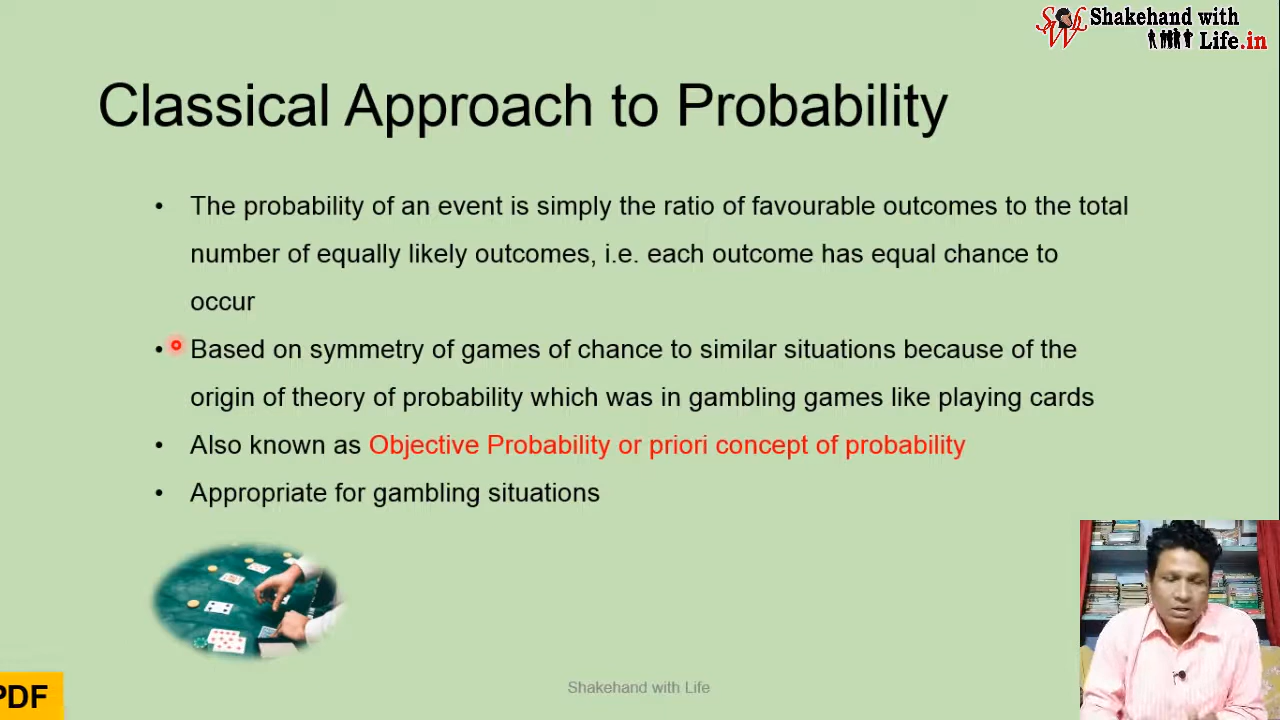 Shakehand with
Life.in
Classical Approach to Probability
• The probability of an event is simply the ratio of favourable outcomes to the total
number of equally likely outcomes, i.e. each outcome has equal chance to
occur
• Based on symmetry of games of chance to similar situations because of the
origin of theory of probability which was in gambling games like playing cards
• Also known as Objective Probability or priori concept of probability
• Appropriate for gambling situations
Shakehand with Life
PDF